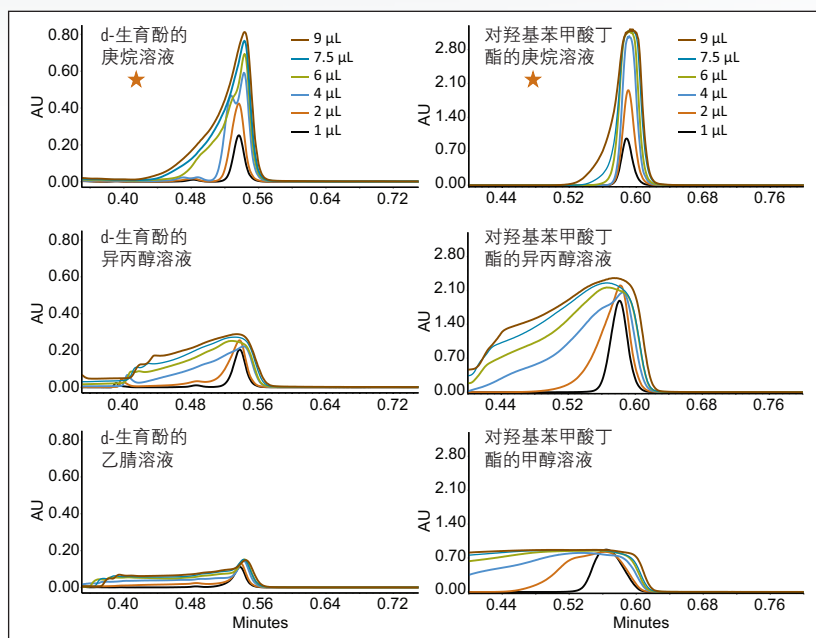 d-生育酚的
庚烷溶液
9 µL
7.5 µL
6 µL
4 µL
2 µL
1 µL
AU
0.80
0.60
0.40
0.20
0.00
0.40
0.48
0.56
0.64
0.72
对羟基苯甲酸丁
酯的庚烷溶液
9 µL
7.5 µL
6 µL
4 µL
2 µL
1 µL
AU
2.80
2.10
1.40
0.70
0.00
0.44
0.52
0.60
0.68
0.76
d-生育酚的
异丙醇溶液
AU
0.80
0.60
0.40
0.20
0.00
0.40
0.48
0.56
0.64
0.72
对羟基苯甲酸丁
酯的异丙醇溶液
AU
2.80
2.10
1.40
0.70
0.00
0.44
0.52
0.60
0.68
0.76
d-生育酚的
乙腈溶液
AU
0.80
0.60
0.40
0.20
0.00
0.40
0.48
0.56
0.64
0.72
Minutes
对羟基苯甲酸丁
酯的甲醇溶液
AU
2.80
2.10
1.40
0.70
0.00
0.44
0.52
0.60
0.68
0.76
Minutes